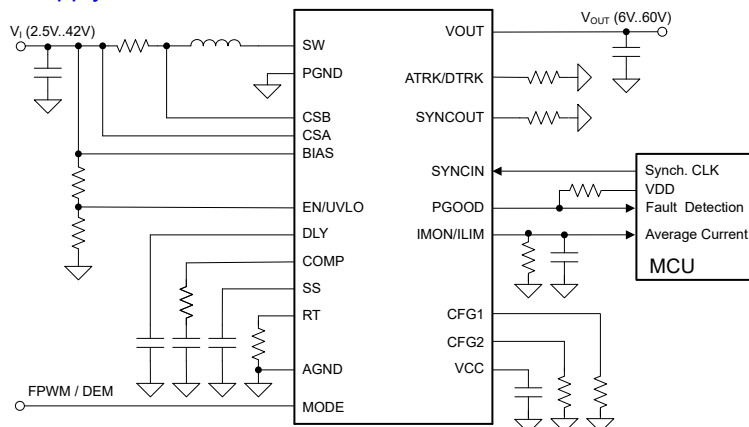 V_I (2.5V..42V)
SW
PGND
CSB
CSA
BIAS
EN/UVLO
DLY
COMP
SS
RT
AGND
FPWM / DEM
MODE
VOUT
V_OUT (6V..60V)
ATRK/DTRK
SYNCOUT
SYNCIN
PGOOD
IMON/ILIM
CFG1
CFG2
VCC
Synch. CLK
VDD
Fault Detection
Average Current
MCU